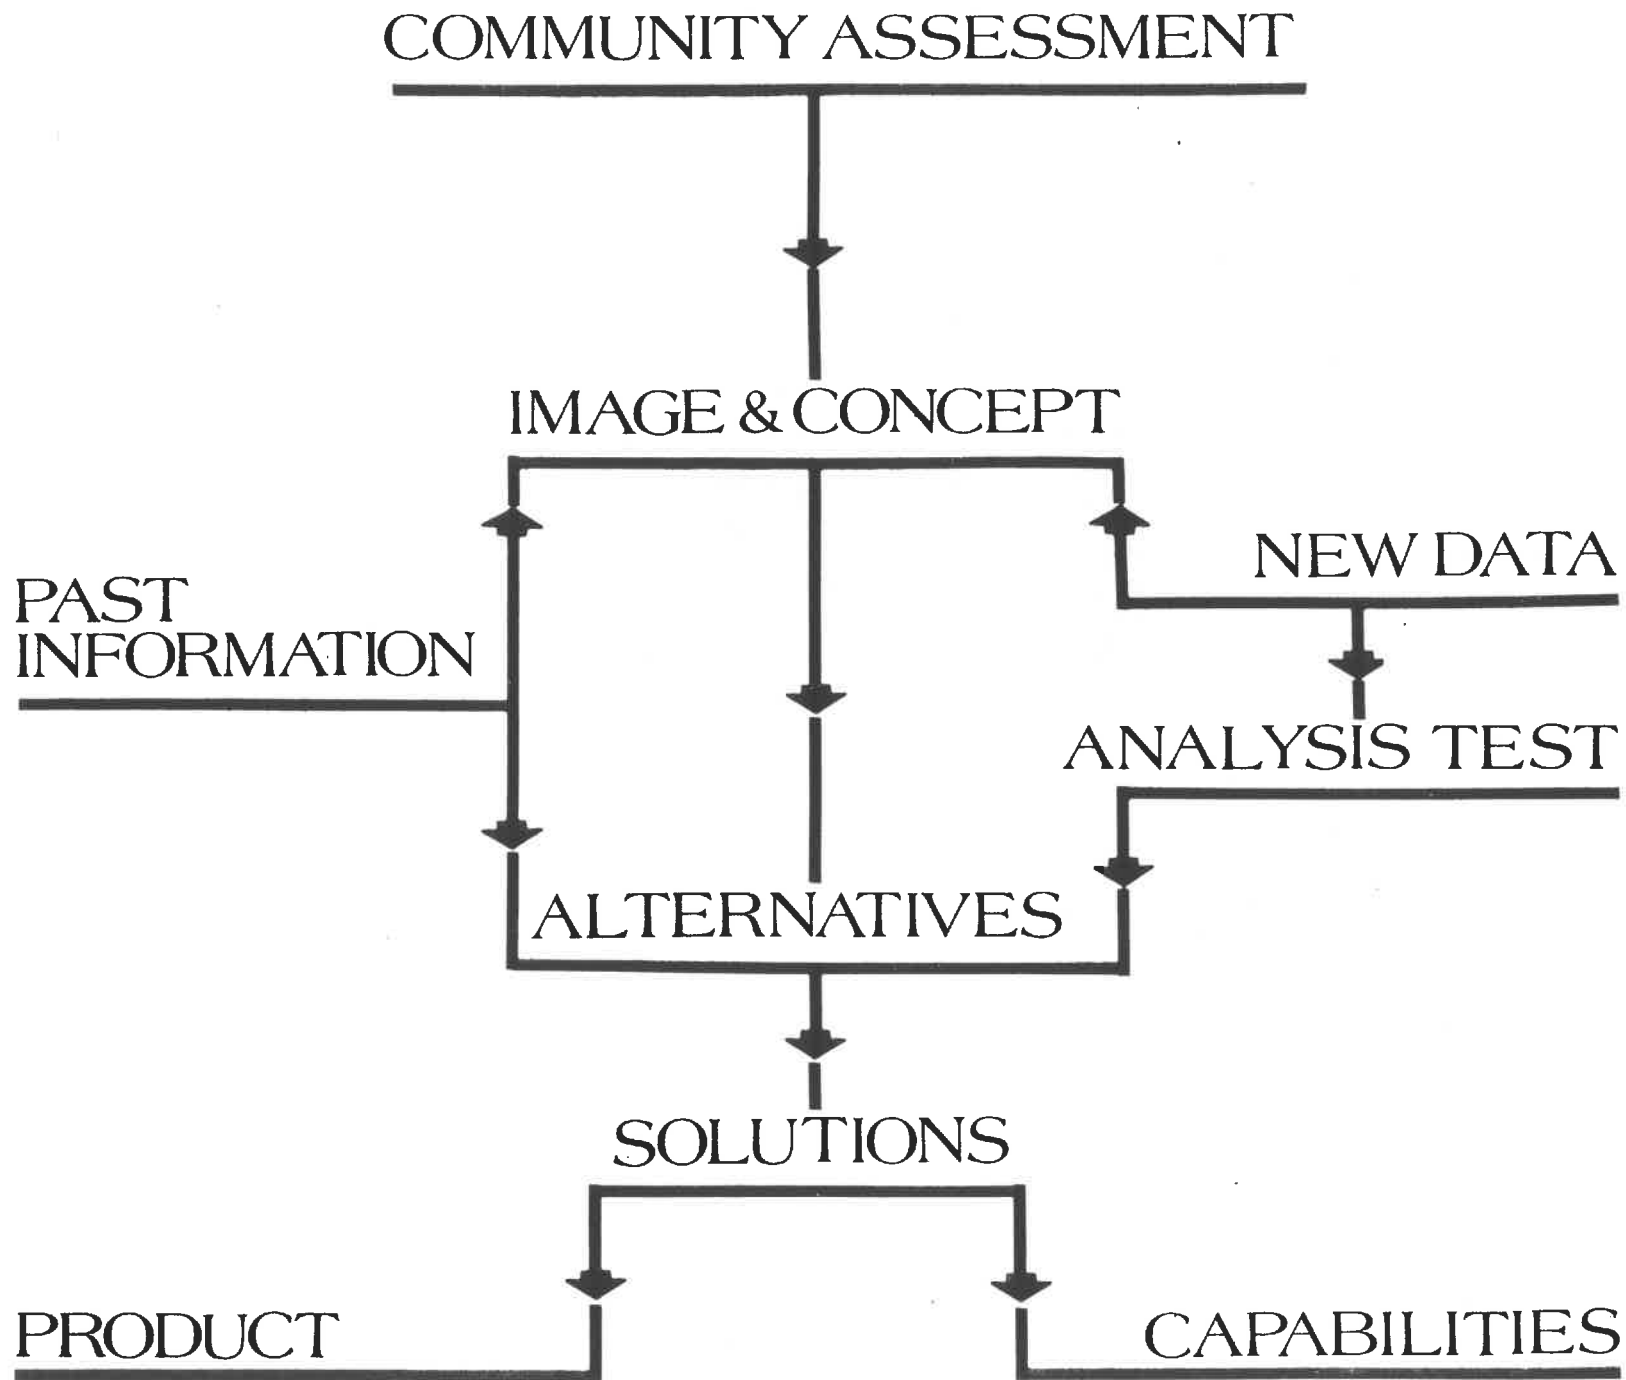 COMMUNITY ASSESSMENT
IMAGE & CONCEPT
NEW DATA
PAST
INFORMATION
ANALYSIS TEST
ALTERNATIVES
SOLUTIONS
PRODUCT
CAPABILITIES